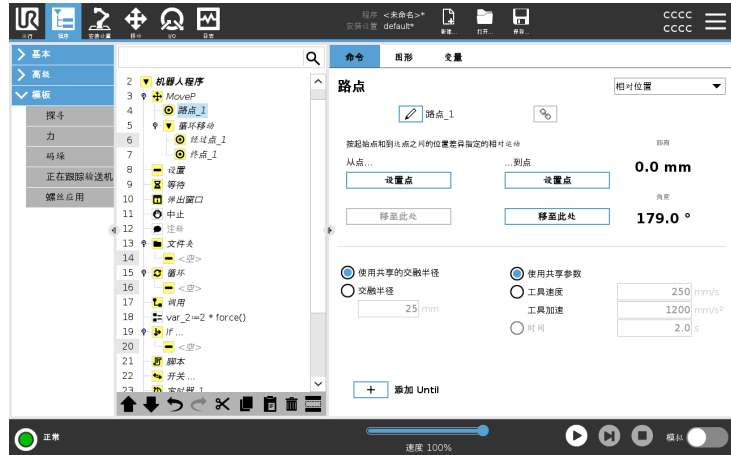 UR
运行
程序
安装设置
移动
I/O
日志
程序 <未命名>*
安装设置 default*
新建...
打开...
保存...
CCCC
CCCC
基本
高级
模板
探寻
力
码垛
正在跟踪输送机
螺丝应用
2 机器人程序
3 MoveP
4 路点_1
5 循环移动
6 经过点_1
7 终点_1
8 设置
9 等待
10 弹出窗口
11 中止
12 注释
13 文件夹
14 <空>
15 循环
16 <空>
17 调用
18 var_2:=2 * force()
19 If ...
20 <空>
21 脚本
22 开关 ...
23 定时器_1
命令 图形 变量
路点
相对位置
路点_1
按起始点和到达点之间的位置差异指定的相对运动
距离
从点... ...到点
0.0 mm
设置点 设置点
角度
移至此处 移至此处
179.0 °
使用共享的交融半径 使用共享参数
交融半径 工具速度 250 mm/s
25 mm 工具加速 1200 mm/s²
时间 2.0 s
+ 添加 Until
正常
速度 100%
模拟